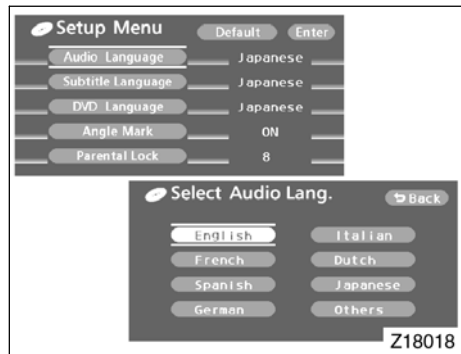 Setup Menu Default Enter
Audio Language Japanese
Subtitle Language Japanese
DVD Language Japanese
Angle Mark ON
Parental Lock 8
Select Audio Lang. Back
English Italian
French Dutch
Spanish Japanese
German Others
Z18018